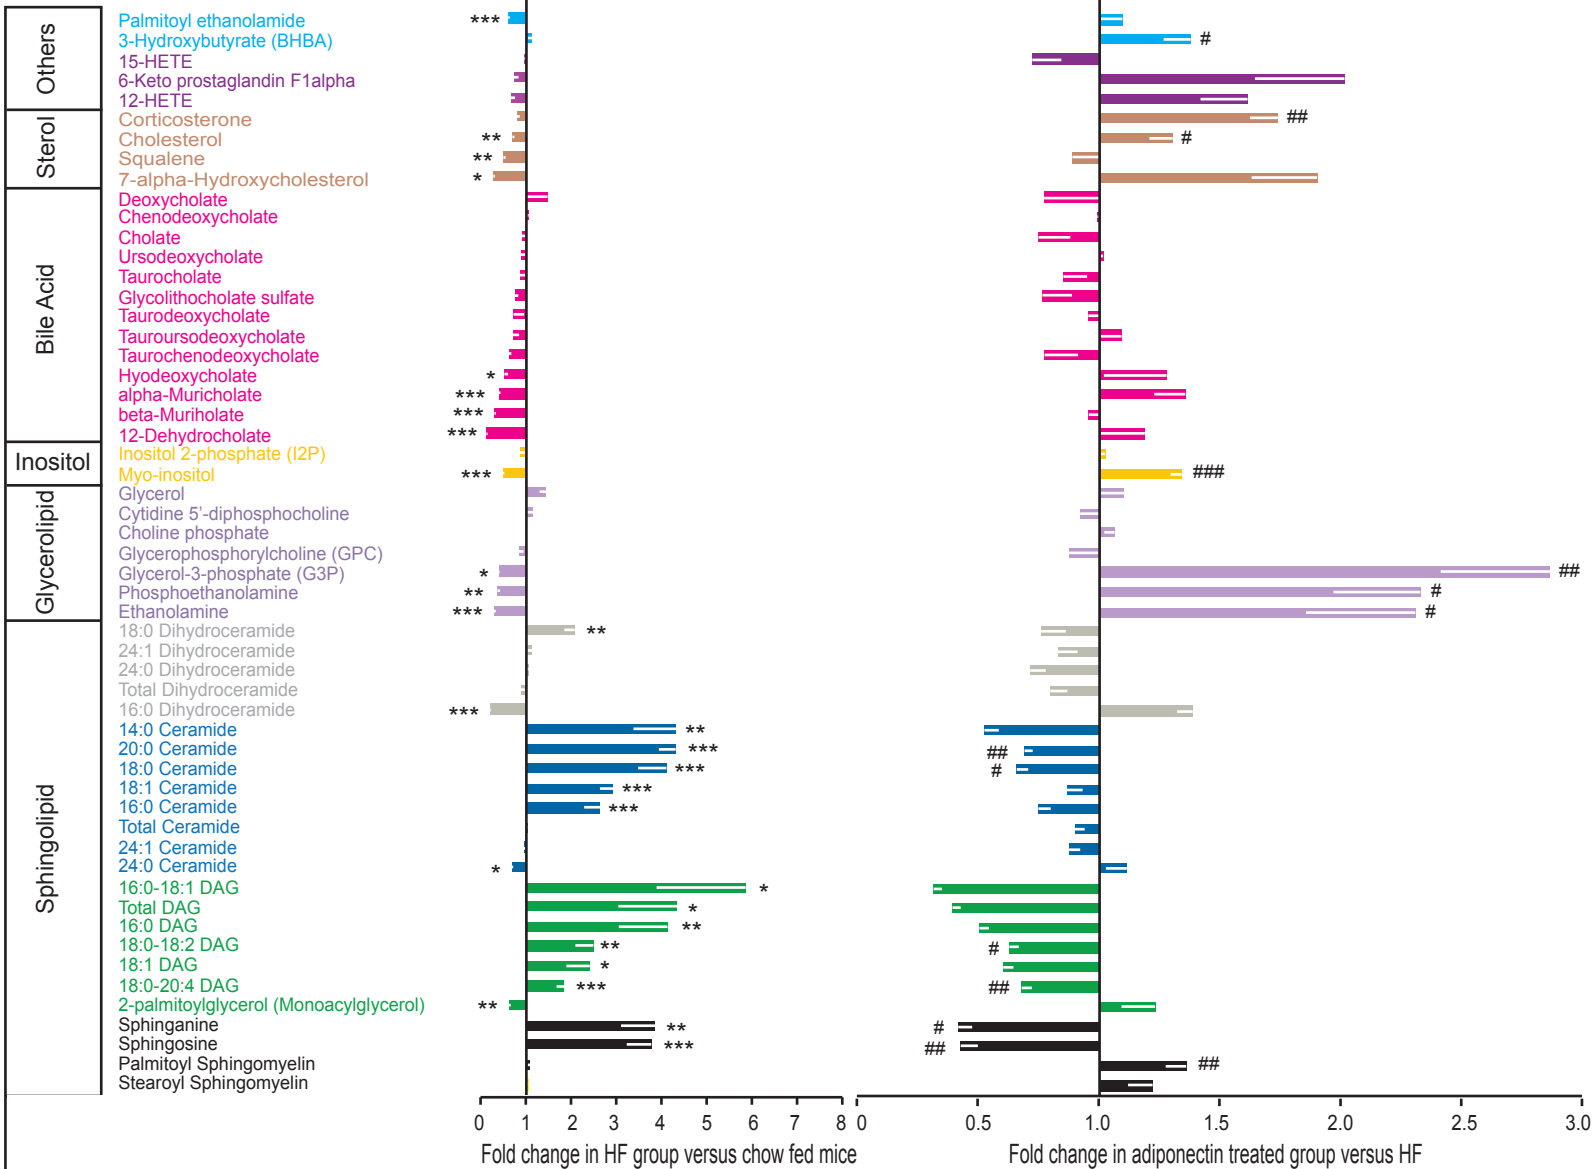 Others
Palmitoyl ethanolamide ***
3-Hydroxybutyrate (BHBA) #
15-HETE
6-Keto prostaglandin F1alpha
12-HETE
Sterol
Corticosterone ##
Cholesterol ** #
Squalene **
7-alpha-Hydroxycholesterol *
Bile Acid
Deoxycholate
Chenodeoxycholate
Cholate
Ursodeoxycholate
Taurocholate
Glycolithocholate sulfate
Taurodeoxycholate
Tauroursodeoxycholate
Taurochenodeoxycholate
Hyodeoxycholate *
alpha-Muricholate ***
beta-Muriholate ***
12-Dehydrocholate ***
Inositol
Inositol 2-phosphate (I2P)
Myo-inositol *** ###
Glycerolipid
Glycerol
Cytidine 5’-diphosphocholine
Choline phosphate
Glycerophosphorylcholine (GPC)
Glycerol-3-phosphate (G3P) * ##
Phosphoethanolamine ** #
Ethanolamine *** #
Sphingolipid
18:0 Dihydroceramide **
24:1 Dihydroceramide
24:0 Dihydroceramide
Total Dihydroceramide
16:0 Dihydroceramide ***
14:0 Ceramide **
20:0 Ceramide *** ##
18:0 Ceramide *** #
18:1 Ceramide ***
16:0 Ceramide ***
Total Ceramide
24:1 Ceramide
24:0 Ceramide *
16:0-18:1 DAG *
Total DAG *
16:0 DAG **
18:0-18:2 DAG ** #
18:1 DAG *
18:0-20:4 DAG *** ##
2-palmitoylglycerol (Monoacylglycerol) **
Sphinganine ** #
Sphingosine *** ##
Palmitoyl Sphingomyelin ##
Stearoyl Sphingomyelin
0 1 2 3 4 5 6 7 8
Fold change in HF group versus chow fed mice
0 0.5 1.0 1.5 2.0 2.5 3.0
Fold change in adiponectin treated group versus HF